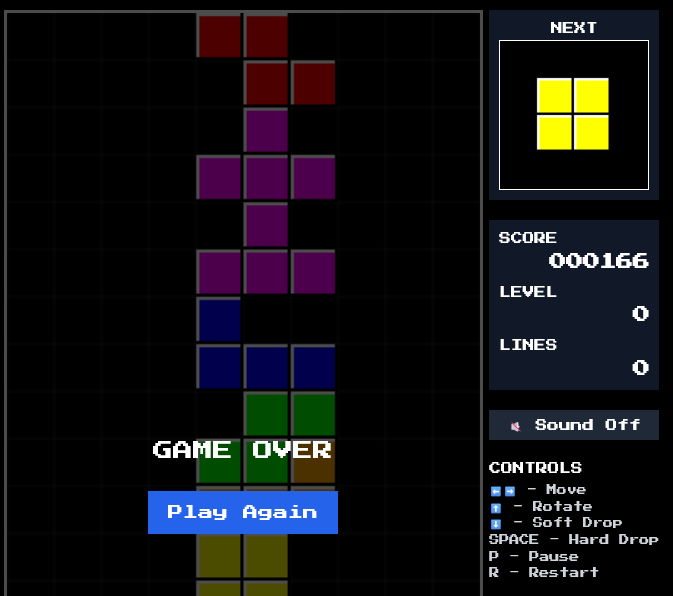 NEXT
SCORE
000166
LEVEL
0
LINES
0
Sound Off
GAME OVER
Play Again
CONTROLS
⬅️➡️ - Move
⬆️ - Rotate
⬇️ - Soft Drop
SPACE - Hard Drop
P - Pause
R - Restart